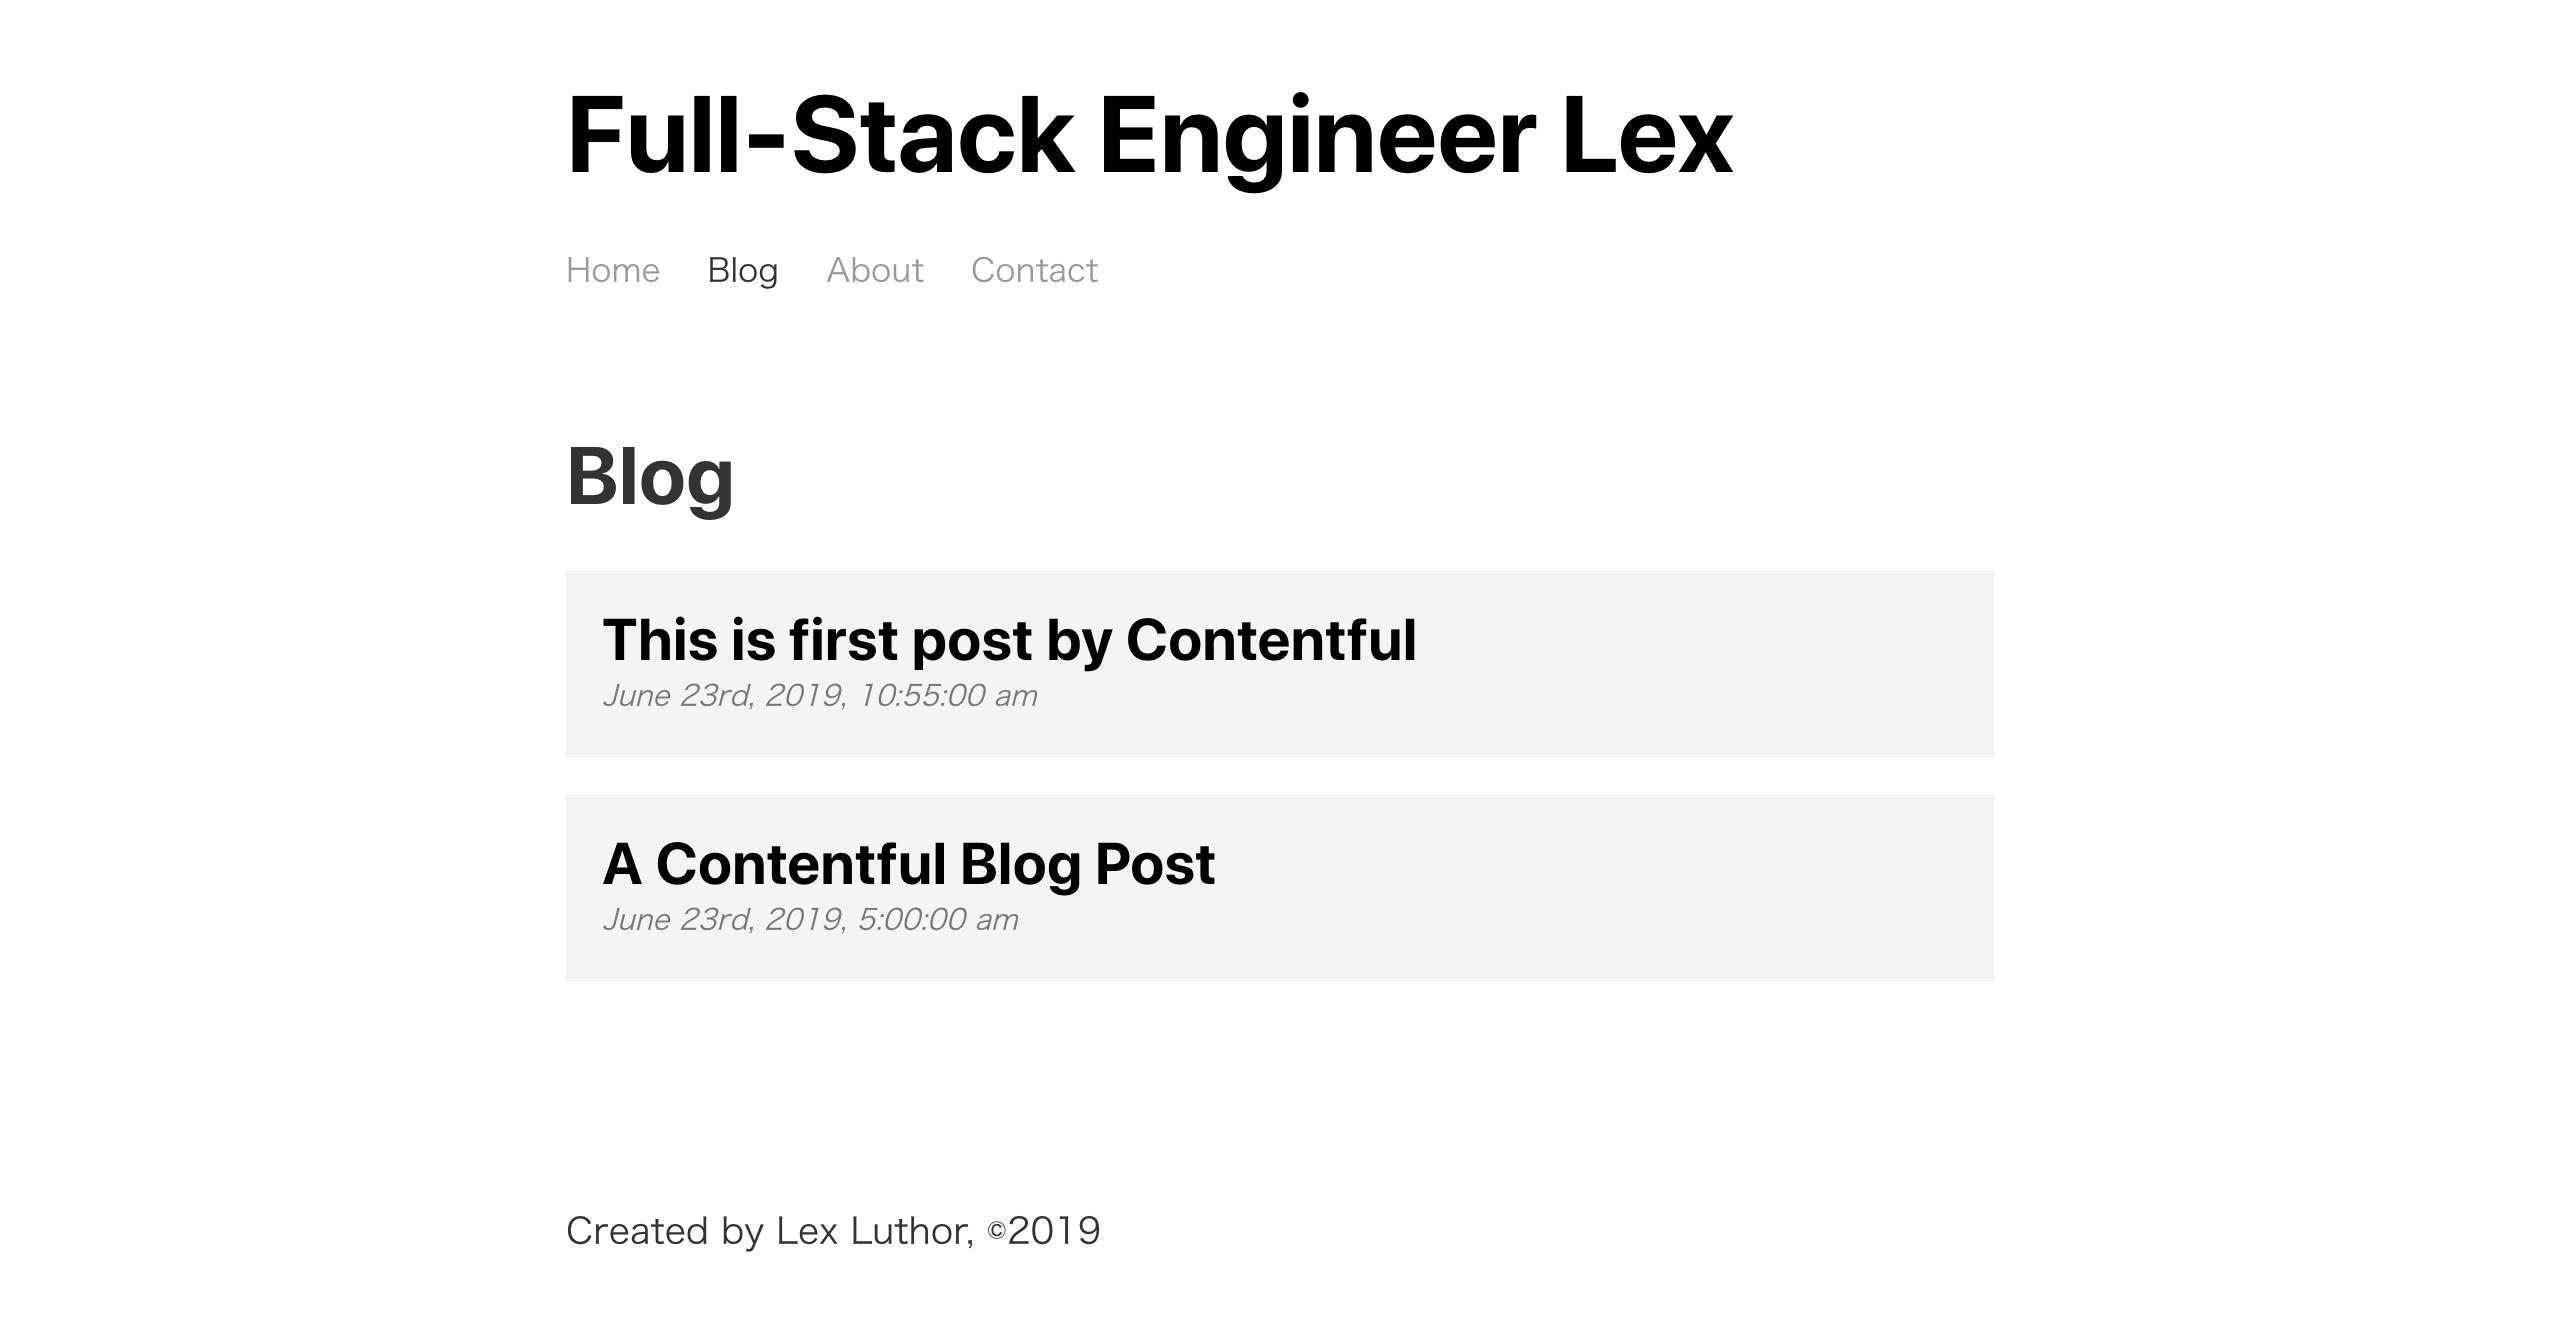 Full-Stack Engineer Lex
Home Blog About Contact
Blog
This is first post by Contentful
June 23rd, 2019, 10:55:00 am
A Contentful Blog Post
June 23rd, 2019, 5:00:00 am
Created by Lex Luthor, ©2019